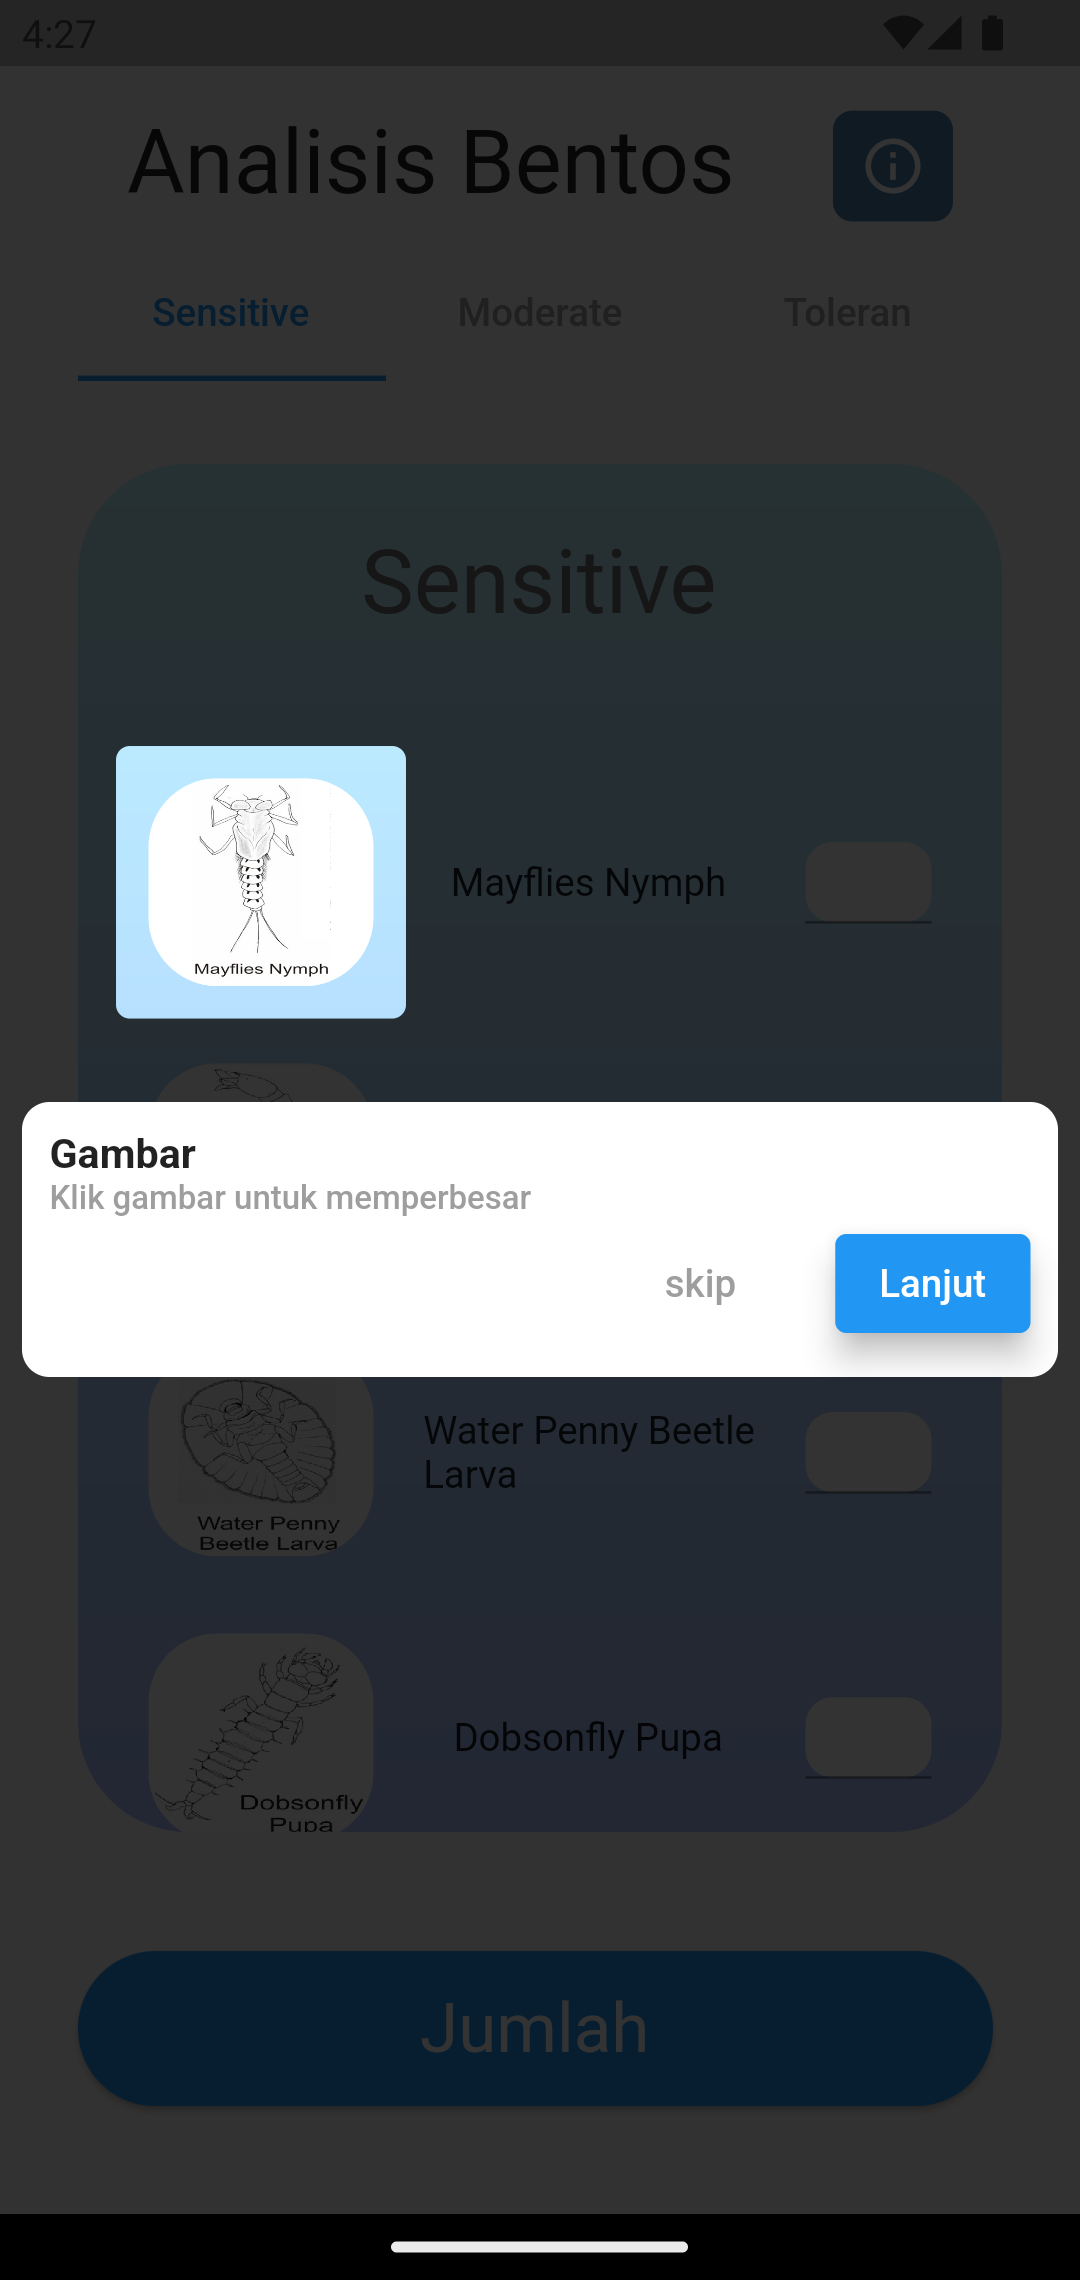 4:27
Analisis Bentos
Sensitive
Moderate
Toleran
Sensitive
Mayflies Nymph
Mayflies Nymph
Gambar
Klik gambar untuk memperbesar
skip
Lanjut
Water Penny
Beetle Larva
Water Penny Beetle
Larva
Dobsonfly
Pupa
Dobsonfly Pupa
Jumlah